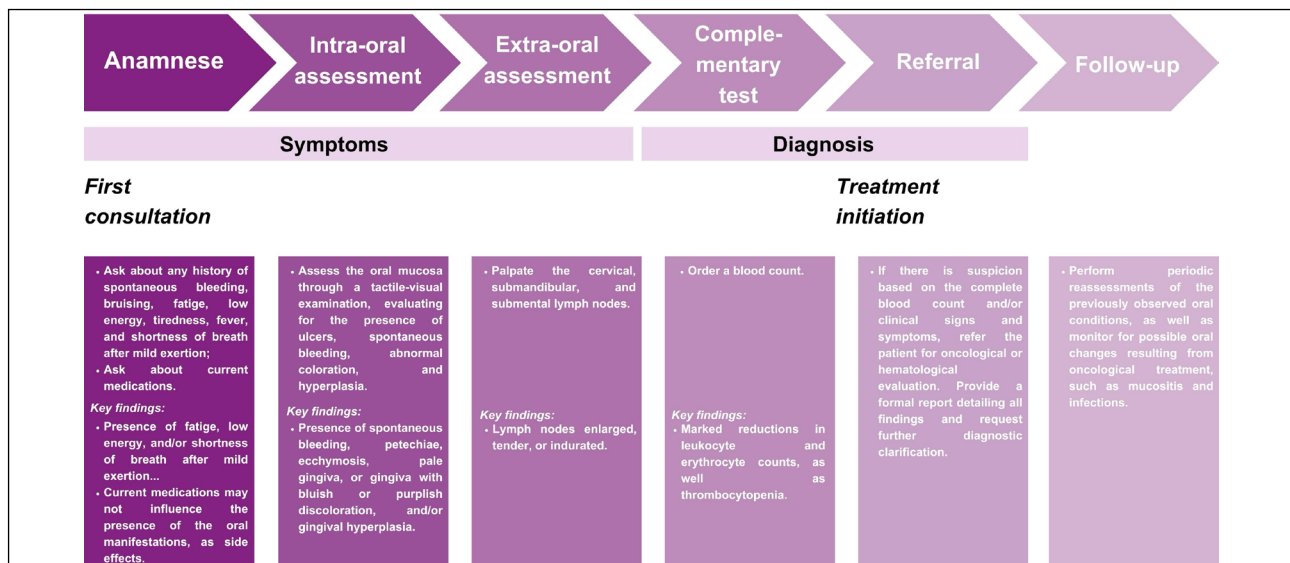 Anamnese
Intra-oral
assessment
Extra-oral
assessment
Comple-
mentary
test
Referral
Follow-up
Symptoms
Diagnosis
First
consultation
Treatment
initiation
• Ask about any history of
spontaneous bleeding,
bruising, fatige, low
energy, tiredness, fever,
and shortness of breath
after mild exertion;
• Ask about current
medications.
Key findings:
• Presence of fatige, low
energy, and/or shortness
of breath after mild
exertion...
• Current medications may
not influence the
presence of the oral
manifestations, as side
effects.
• Assess the oral mucosa
through a tactile-visual
examination, evaluating
for the presence of
ulcers, spontaneous
bleeding, abnormal
coloration, and
hyperplasia.
Key findings:
• Presence of spontaneous
bleeding, petechiae,
ecchymosis, pale
gingiva, or gingiva with
bluish or purplish
discoloration, and/or
gingival hyperplasia.
• Palpate the cervical,
submandibular, and
submental lymph nodes.
Key findings:
• Lymph nodes enlarged,
tender, or indurated.
• Order a blood count.
Key findings:
• Marked reductions in
leukocyte and
erythrocyte counts, as
well as
thrombocytopenia.
• If there is suspicion
based on the complete
blood count and/or
clinical signs and
symptoms, refer the
patient for oncological or
hematological
evaluation. Provide a
formal report detailing all
findings and request
further diagnostic
clarification.
• Perform periodic
reassessments of the
previously observed oral
conditions, as well as
monitor for possible oral
changes resulting from
oncological treatment,
such as mucositis and
infections.